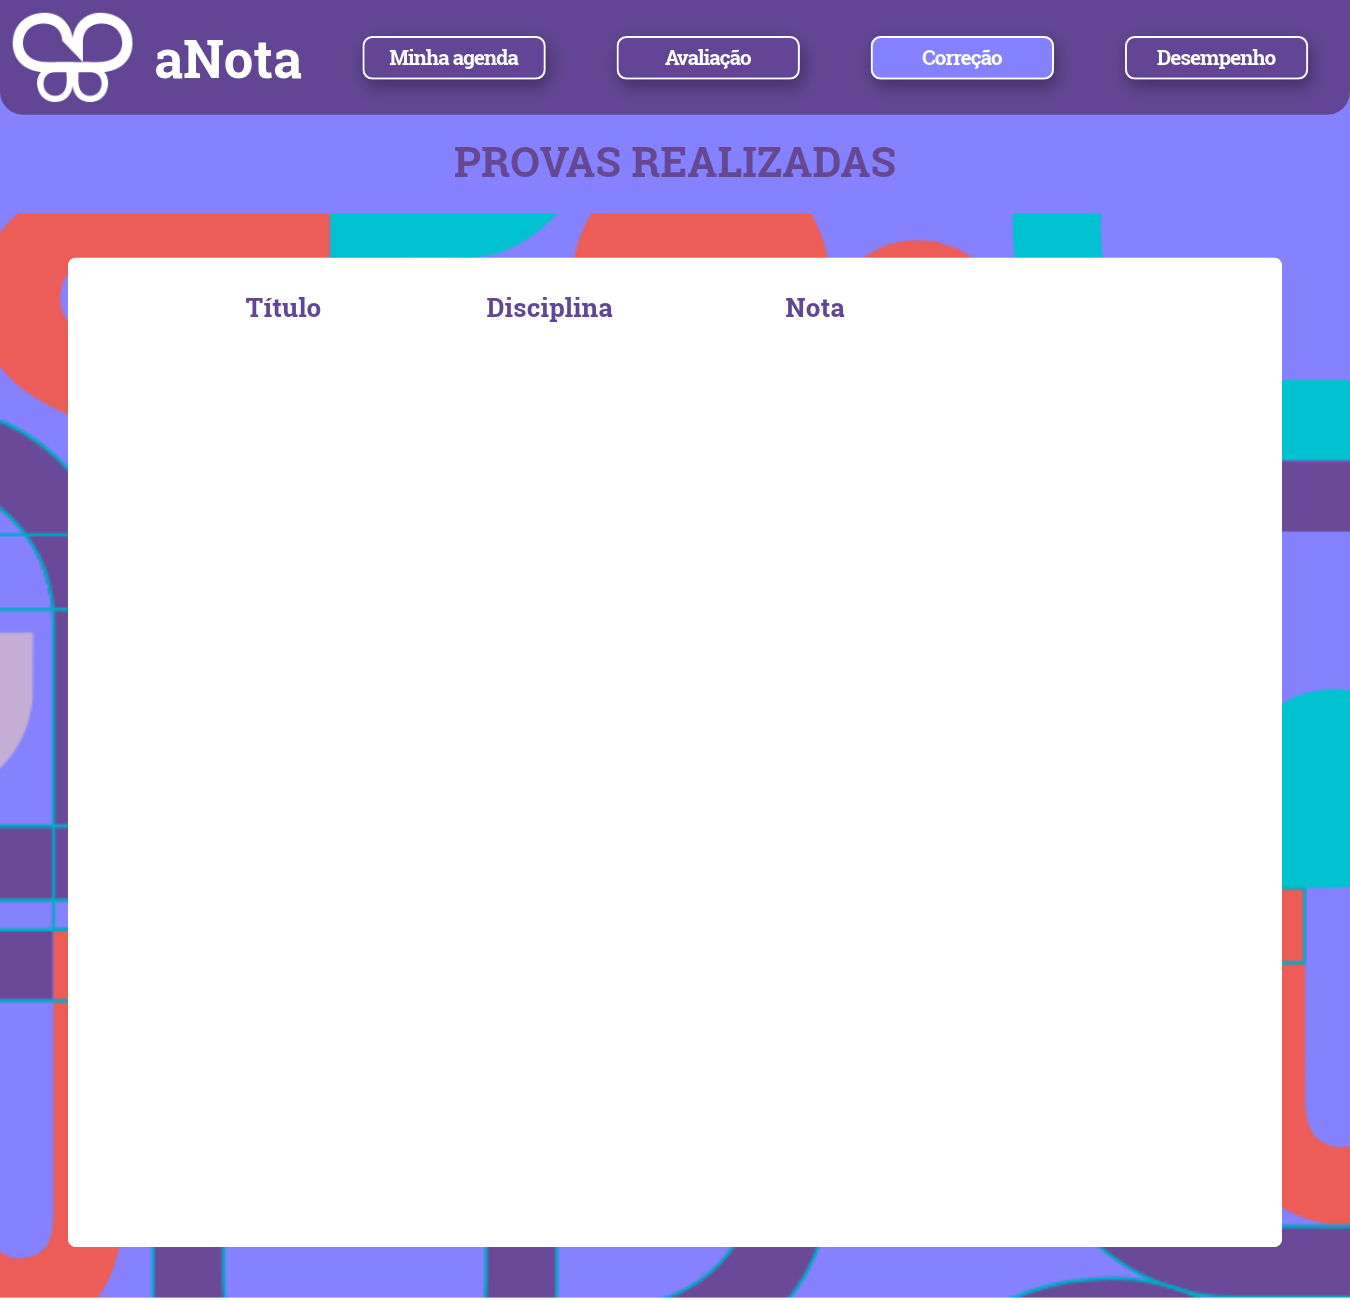 aNota
Minha agenda
Avaliação
Correção
Desempenho
PROVAS REALIZADAS
Título
Disciplina
Nota